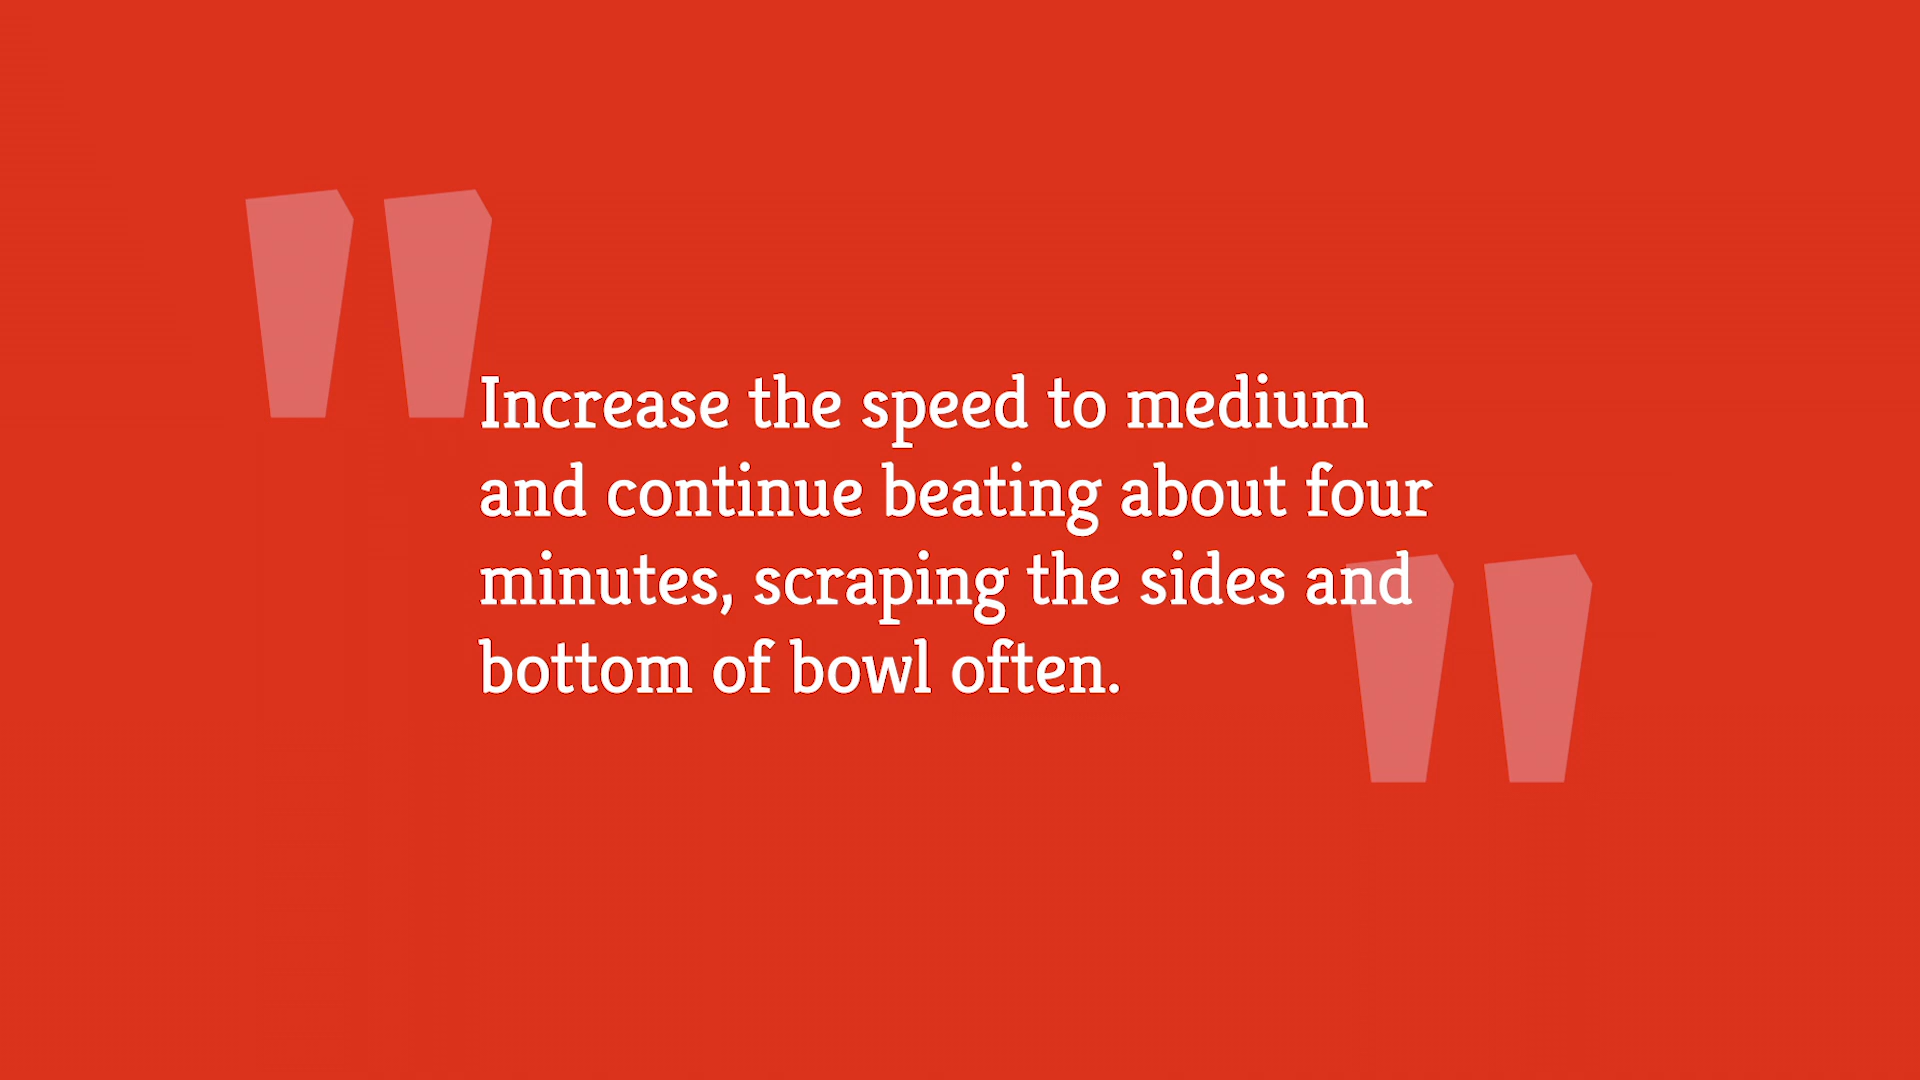 Increase the speed to medium
and continue beating about four
minutes, scraping the sides and
bottom of bowl often.